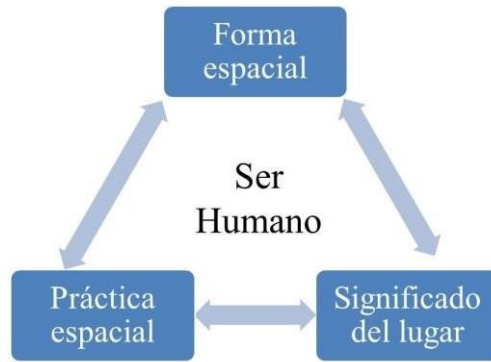 Forma
espacial
Ser
Humano
Práctica
espacial
Significado
del lugar